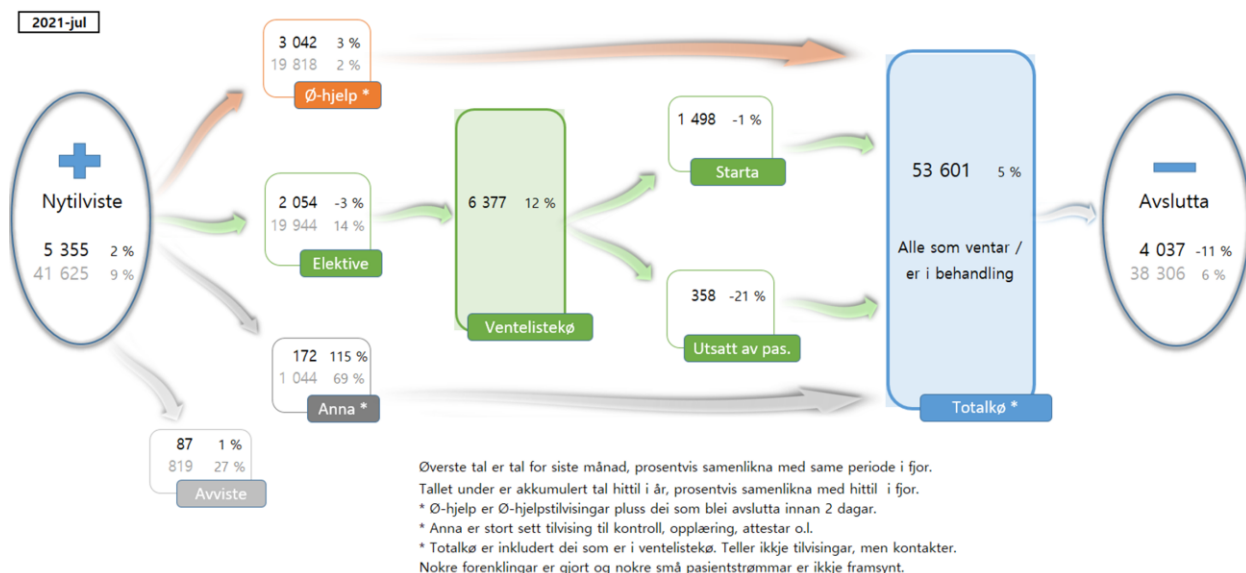 2021-jul
3 042 3 %
19 818 2 %
Ø-hjelp *
Nytilviste
5 355 2 %
41 625 9 %
2 054 -3 %
19 944 14 %
Elektive
172 115 %
1 044 69 %
Anna *
87 1 %
819 27 %
Avviste
6 377 12 %
Ventelistekø
1 498 -1 %
Starta
358 -21 %
Utsatt av pas.
53 601 5 %
Alle som ventar /
er i behandling
Totalkø *
Avslutta
4 037 -11 %
38 306 6 %
Øverste tal er tal for siste månad, prosentvis samenlikna med same periode i fjor.
Tallet under er akkumulert tal hittil i år, prosentvis samenlikna med hittil i fjor.
* Ø-hjelp er Ø-hjelpstilvisingar pluss dei som blei avslutta innan 2 dagar.
* Anna er stort sett tilvising til kontroll, opplæring, attestar o.l.
* Totalkø er inkludert dei som er i ventelistekø. Teller ikkje tilvisingar, men kontakter.
Nokre forenklingar er gjort og nokre små pasientstrømmar er ikkje framsynt.